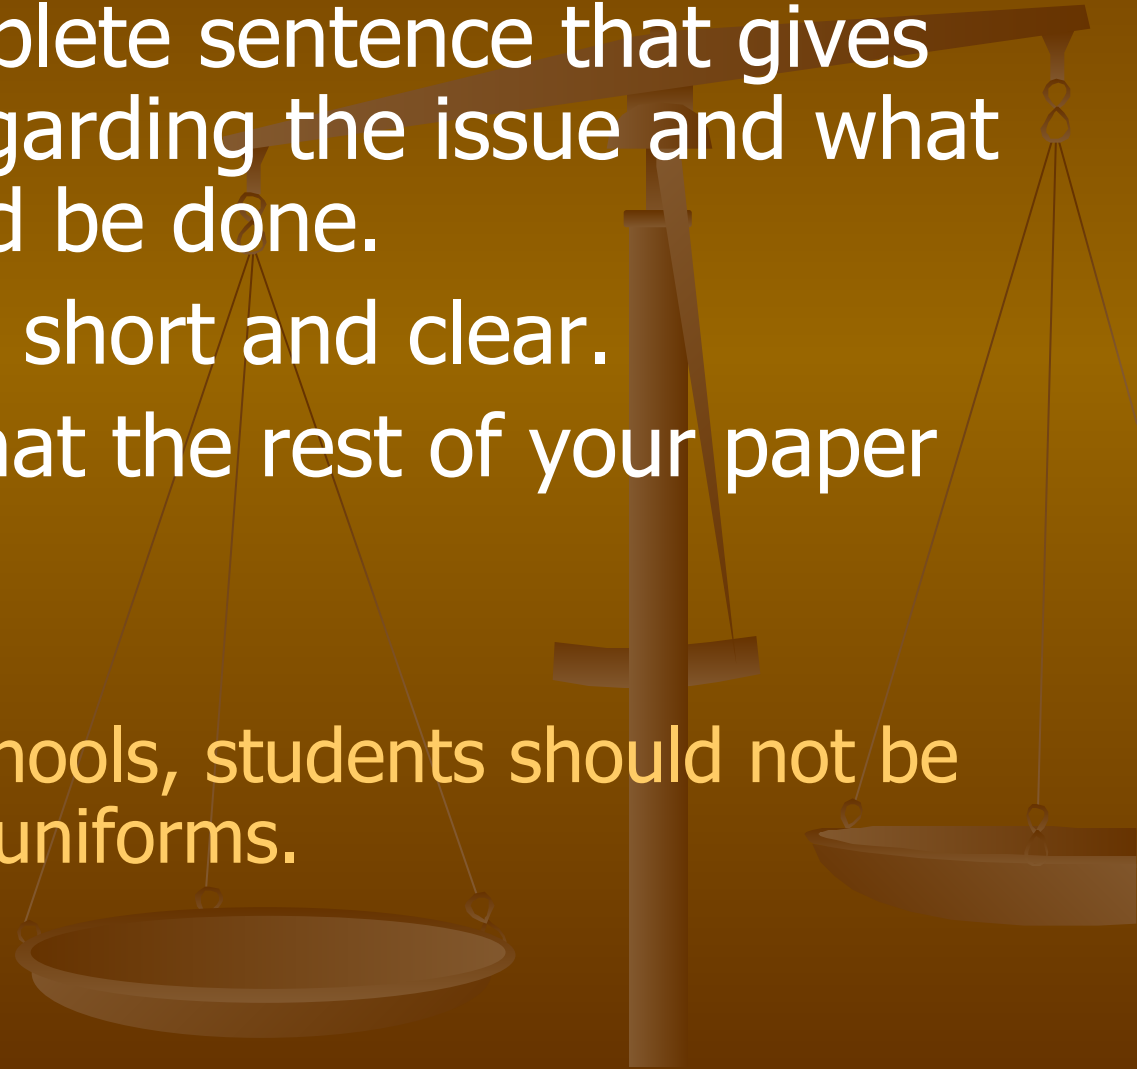 plete sentence that gives
garding the issue and what
d be done.
short and clear.
hat the rest of your paper
hools, students should not be
uniforms.